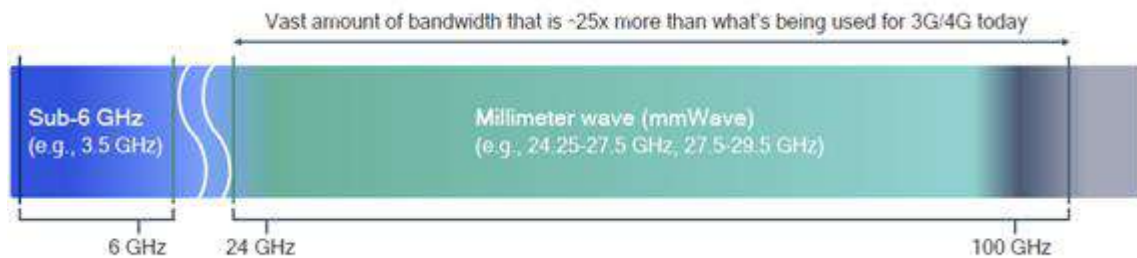 Vast amount of bandwidth that is ~25x more than what's being used for 3G/4G today
Sub-6 GHz
(e.g., 3.5 GHz)
Millimeter wave (mmWave)
(e.g., 24.25-27.5 GHz, 27.5-29.5 GHz)
6 GHz
24 GHz
100 GHz